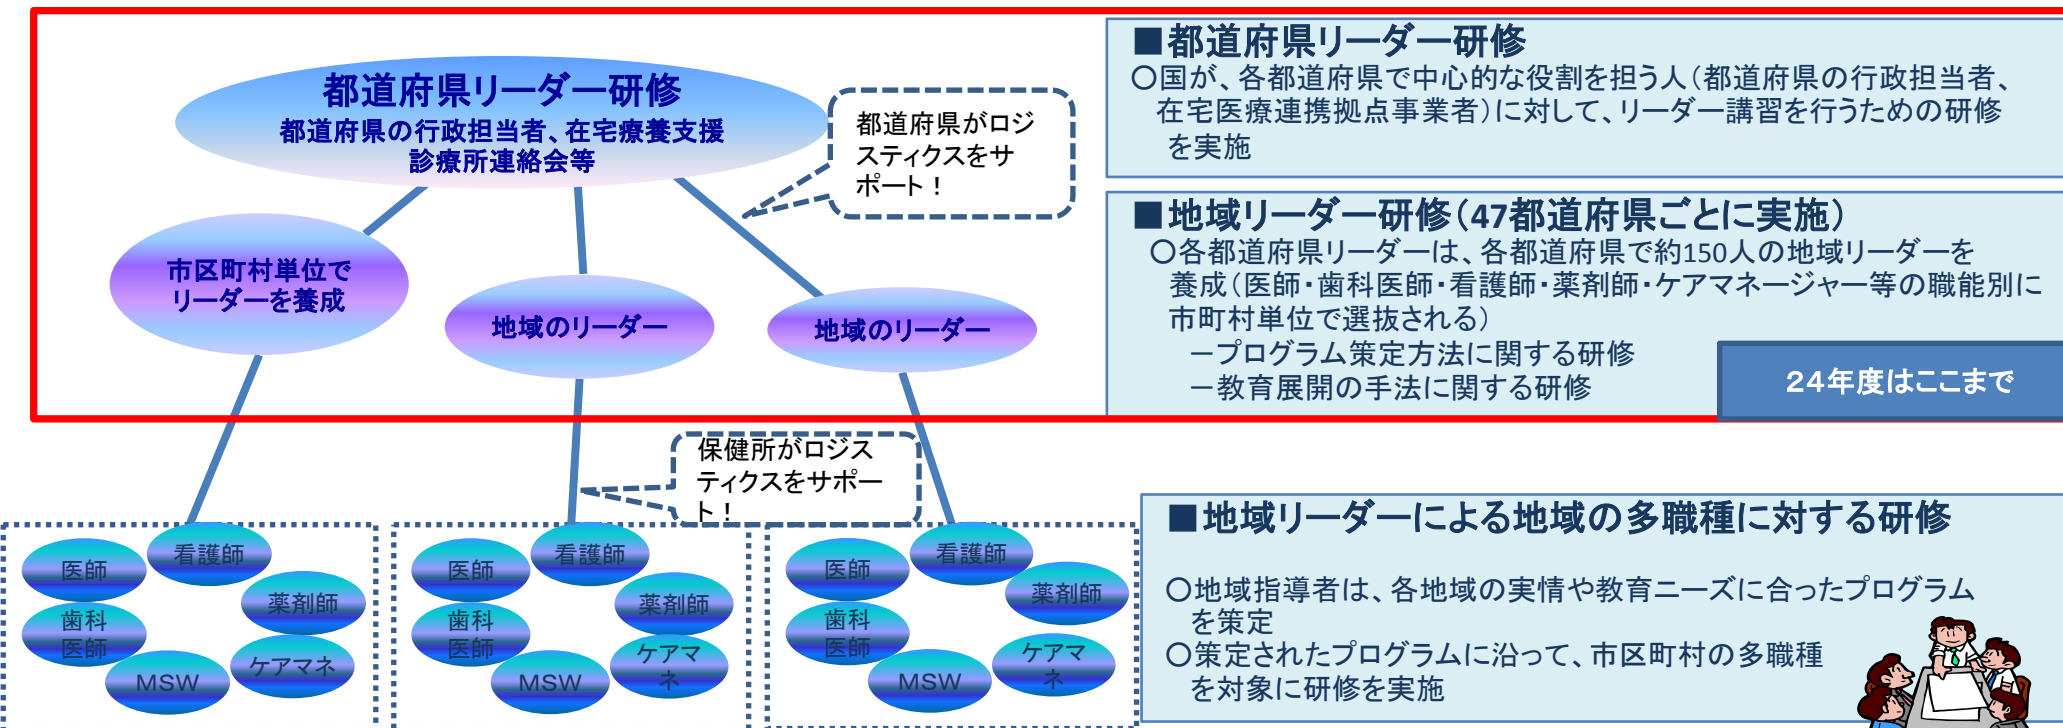 都道府県リーダー研修
都道府県の行政担当者、在宅療養支援
診療所連絡会等
都道府県がロジ
スティクスをサ
ポート！
市区町村単位で
リーダーを養成
地域のリーダー
地域のリーダー
■都道府県リーダー研修
○国が、各都道府県で中心的な役割を担う人（都道府県の行政担当者、
在宅医療連携拠点事業者）に対して、リーダー講習を行うための研修
を実施
■地域リーダー研修（47都道府県ごとに実施）
○各都道府県リーダーは、各都道府県で約150人の地域リーダーを
養成（医師・歯科医師・看護師・薬剤師・ケアマネージャー等の職能別に
市町村単位で選抜される）
－プログラム策定方法に関する研修
－教育展開の手法に関する研修
２４年度はここまで
保健所がロジス
ティクスをサポー
ト！
医師
看護師
薬剤師
歯科
医師
MSW
ケアマネ
医師
看護師
薬剤師
歯科
医師
MSW
ケアマ
ネ
医師
看護師
薬剤師
歯科
医師
MSW
ケアマ
ネ
■地域リーダーによる地域の多職種に対する研修
○地域指導者は、各地域の実情や教育ニーズに合ったプログラム
を策定
○策定されたプログラムに沿って、市区町村の多職種
を対象に研修を実施